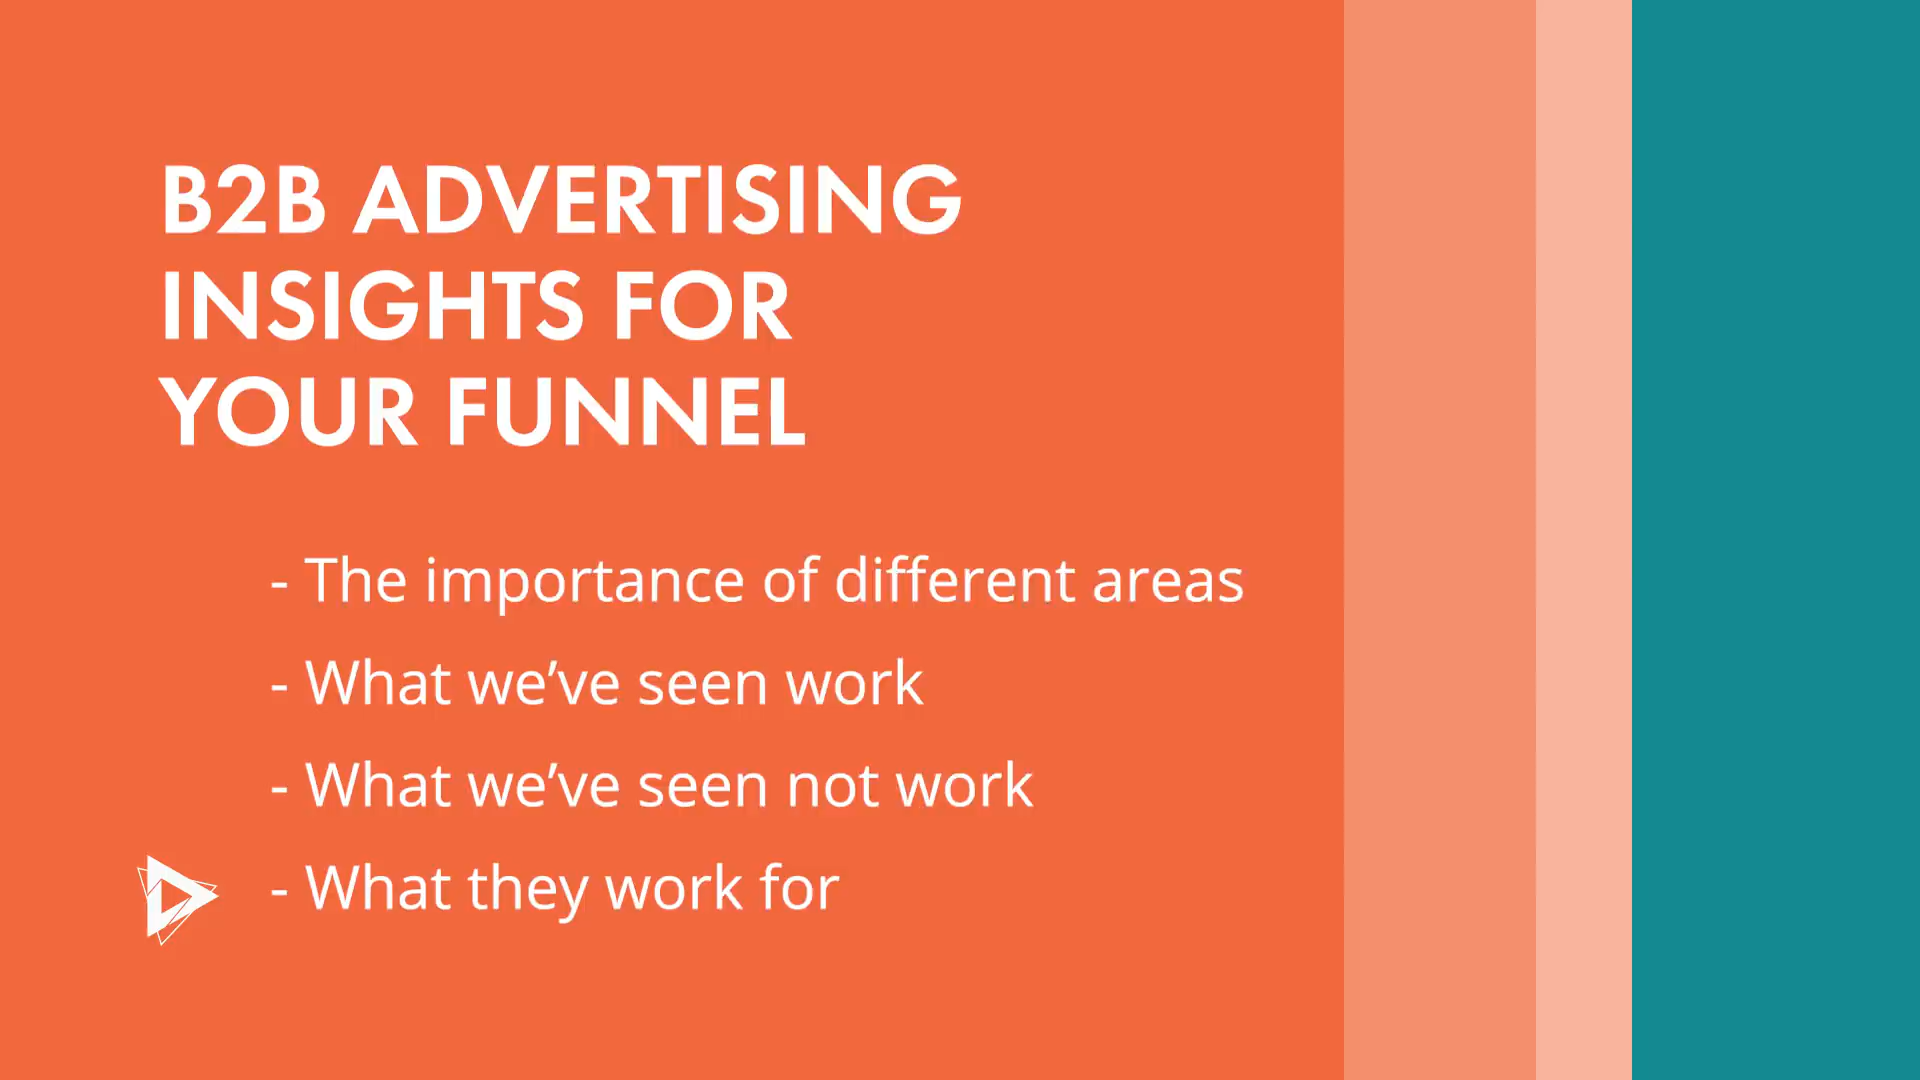 B2B ADVERTISING
INSIGHTS FOR
YOUR FUNNEL
- The importance of different areas
- What we’ve seen work
- What we’ve seen not work
- What they work for